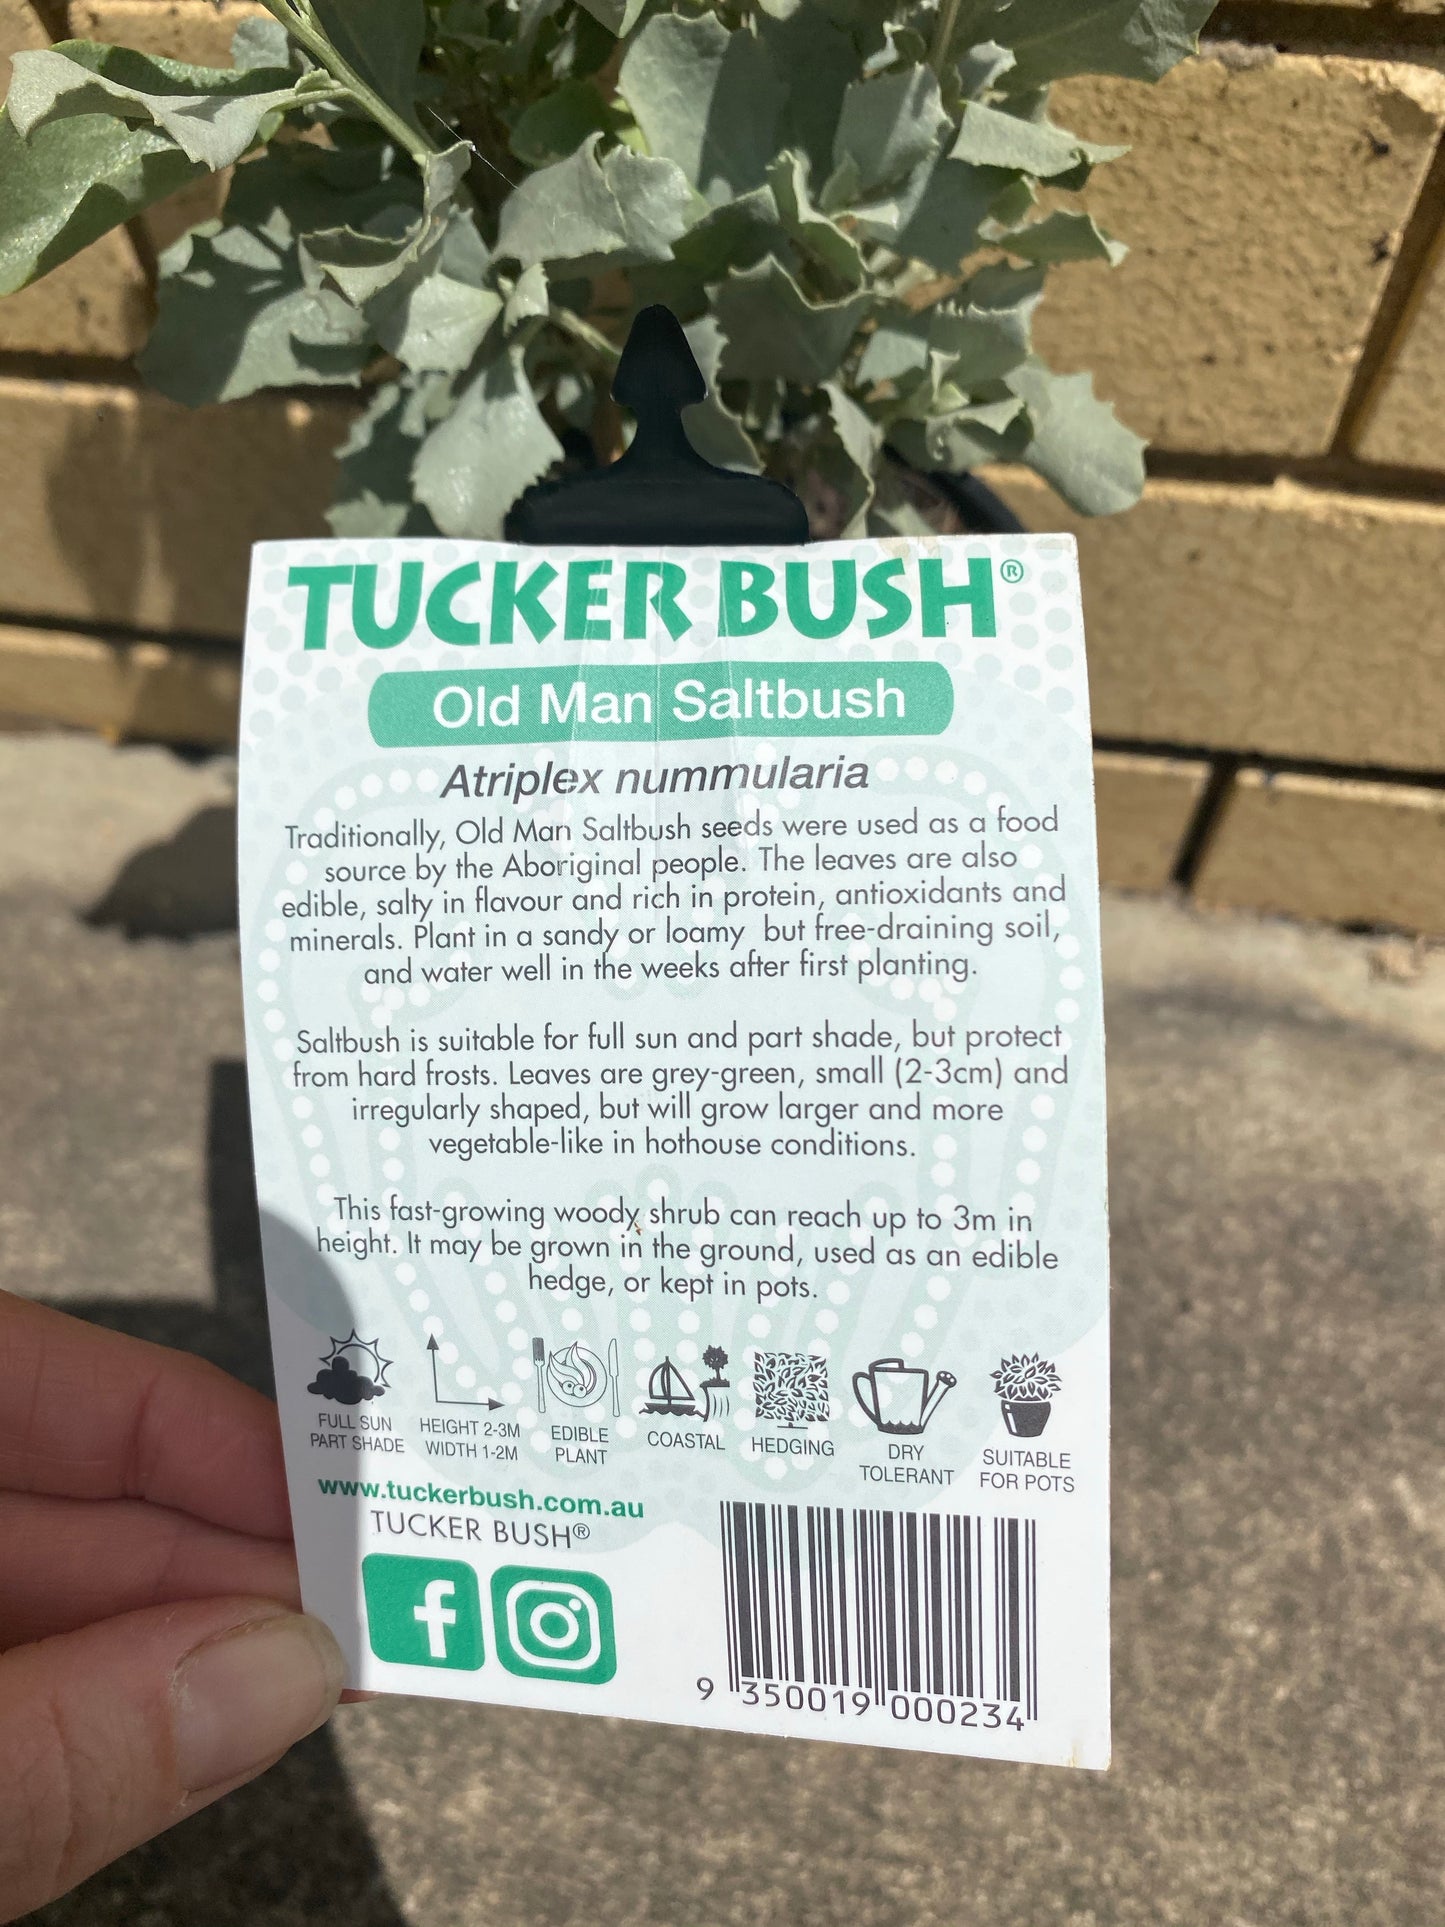 TUCKER BUSH®
Old Man Saltbush
Atriplex nummularia
Traditionally, Old Man Saltbush seeds were used as a food
source by the Aboriginal people. The leaves are also
edible, salty in flavour and rich in protein, antioxidants and
minerals. Plant in a sandy or loamy but free-draining soil,
and water well in the weeks after first planting.
Saltbush is suitable for full sun and part shade, but protect
from hard frosts. Leaves are grey-green, small (2-3cm) and
irregularly shaped, but will grow larger and more
vegetable-like in hothouse conditions.
This fast-growing woody shrub can reach up to 3m in
height. It may be grown in the ground, used as an edible
hedge, or kept in pots.
FULL SUN
PART SHADE
HEIGHT 2-3M
WIDTH 1-2M
EDIBLE
PLANT
COASTAL
HEDGING
DRY
TOLERANT
SUITABLE
FOR POTS
www.tuckerbush.com.au
TUCKER BUSH®
9 350019 000234